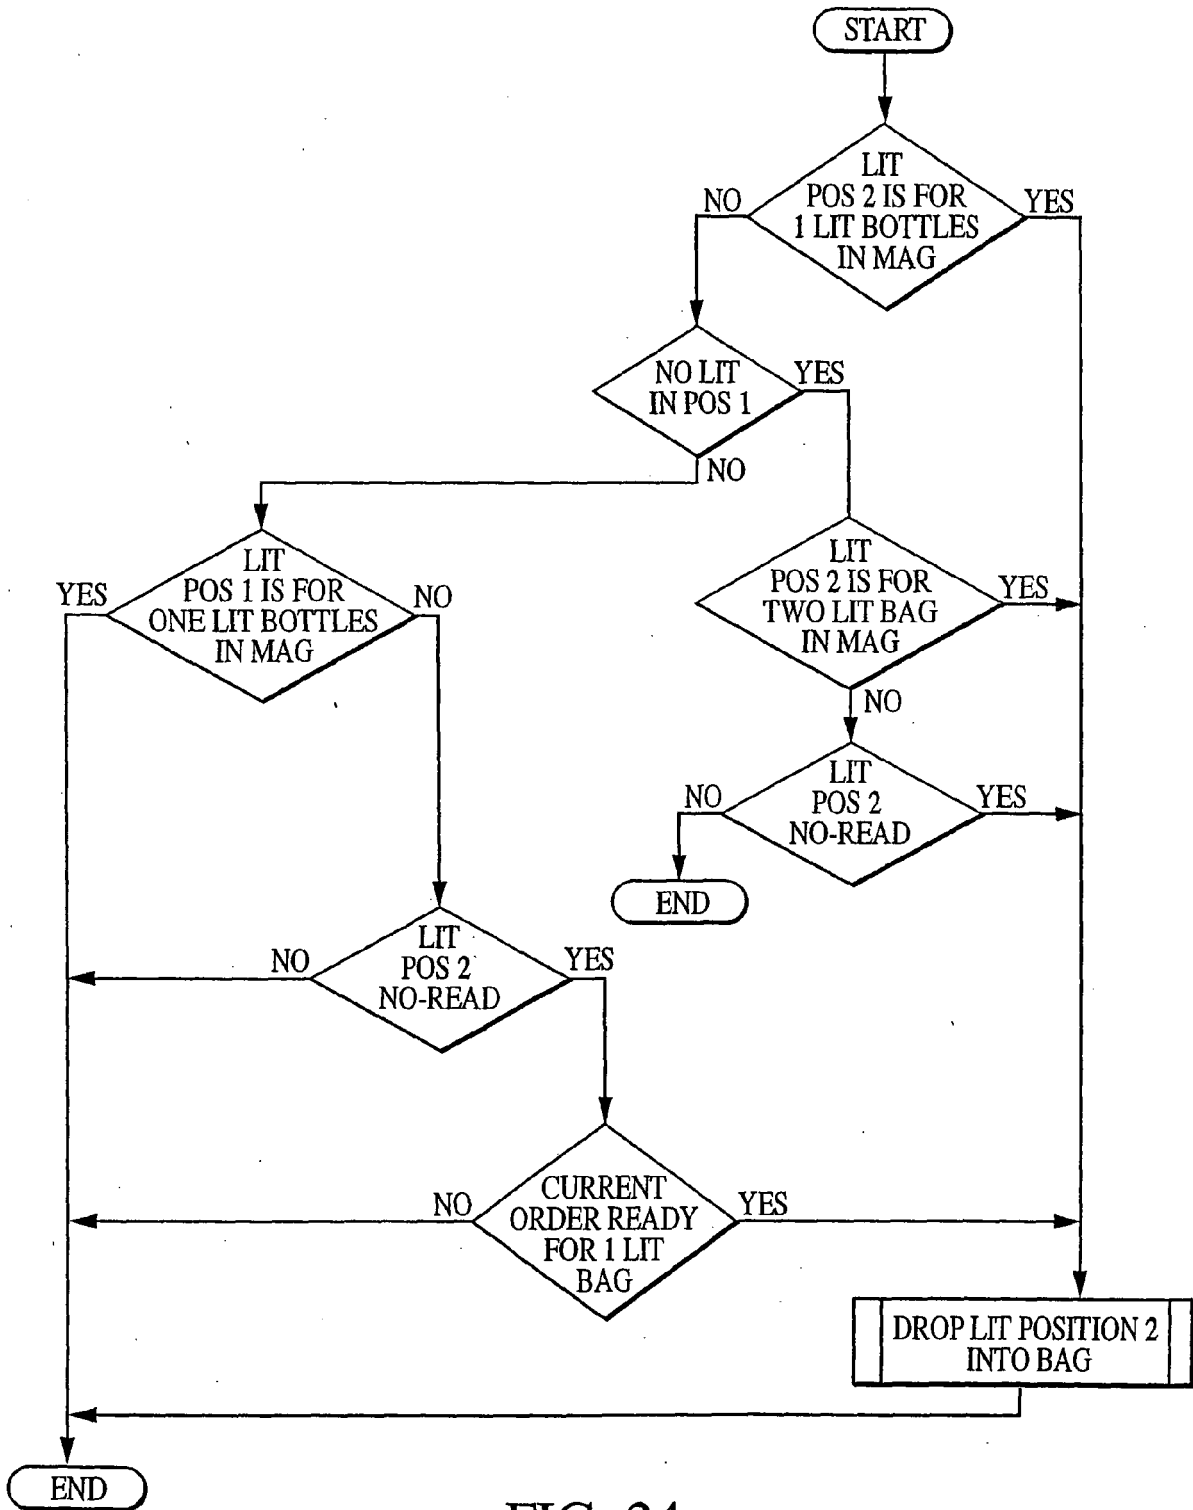 START
LIT
POS 2 IS FOR
1 LIT BOTTLES
IN MAG
NO
YES
NO LIT
IN POS 1
YES
NO
LIT
POS 1 IS FOR
ONE LIT BOTTLES
IN MAG
YES
NO
LIT
POS 2 IS FOR
TWO LIT BAG
IN MAG
YES
NO
LIT
POS 2
NO-READ
NO
YES
END
LIT
POS 2
NO-READ
NO
YES
CURRENT
ORDER READY
FOR 1 LIT
BAG
NO
YES
DROP LIT POSITION 2
INTO BAG
END